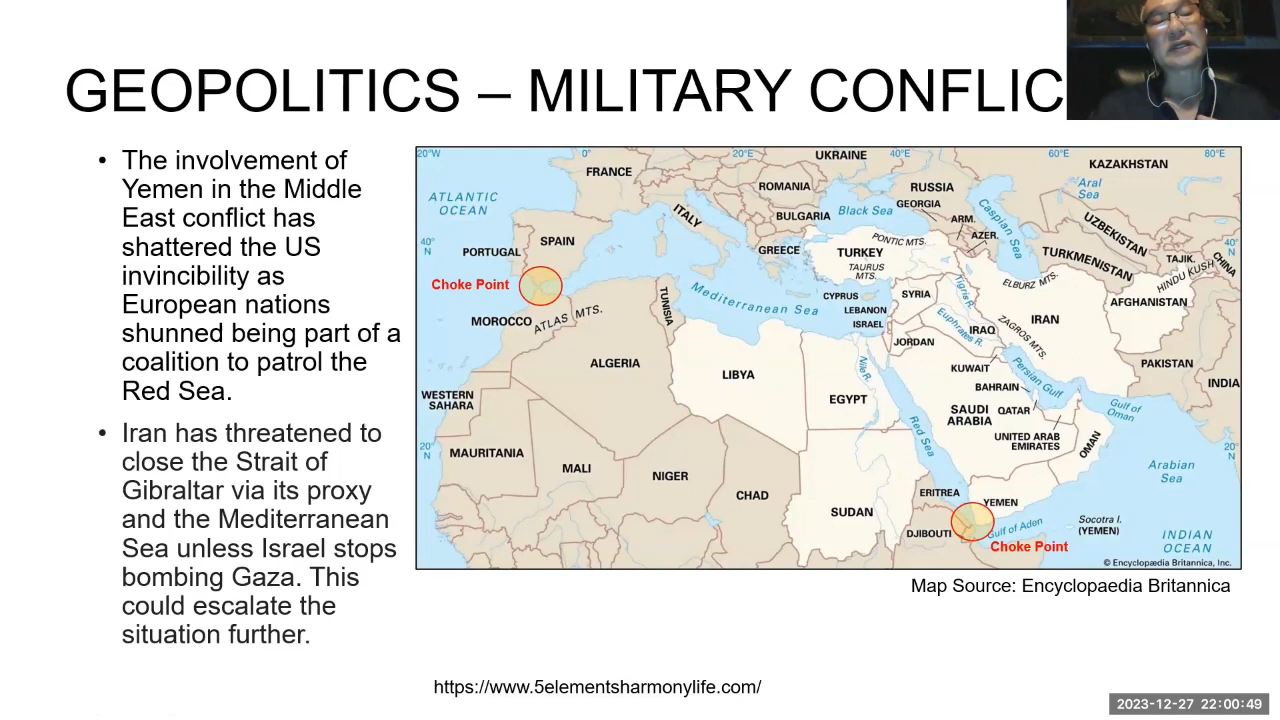 GEOPOLITICS – MILITARY CONFLIC
• The involvement of
Yemen in the Middle
East conflict has
shattered the US
invincibility as
European nations
shunned being part of a
coalition to patrol the
Red Sea.
• Iran has threatened to
close the Strait of
Gibraltar via its proxy
and the Mediterranean
Sea unless Israel stops
bombing Gaza. This
could escalate the
situation further.
20°W
0°
20°E
40°E
60°E
80°E
UKRAINE
KAZAKHSTAN
FRANCE
ROMANIA
RUSSIA
Aral
Sea
ATLANTIC
OCEAN
ITALY
BULGARIA
Black Sea
GEORGIA
ARM.
AZER.
Caspian Sea
UZBEKISTAN
40°
N
PORTUGAL
SPAIN
GREECE
TURKEY
PONTIC MTS.
TAURUS
MTS.
TURKMENISTAN
TAJIK.
CHINA
40°
N
HINDU KUSH
Choke Point
Mediterranean Sea
CYPRUS
SYRIA
Tigris R.
ELBURZ MTS.
AFGHANISTAN
LEBANON
ISRAEL
MOROCCO
ATLAS MTS.
TUNISIA
Euphrates R.
IRAQ
ZAGROS MTS.
IRAN
JORDAN
ALGERIA
LIBYA
EGYPT
Nile R.
KUWAIT
Persian Gulf
PAKISTAN
WESTERN
SAHARA
BAHRAIN
QATAR
INDIA
SAUDI
ARABIA
Gulf of
Oman
Red Sea
UNITED ARAB
EMIRATES
OMAN
20°
N
MAURITANIA
MALI
NIGER
CHAD
SUDAN
Arabian
Sea
20°
N
ERITREA
YEMEN
DJIBOUTI
Gulf of Aden
Socotra I.
(YEMEN)
INDIAN
OCEAN
Choke Point
© Encyclopædia Britannica, Inc.
Map Source: Encyclopaedia Britannica
https://www.5elementsharmonylife.com/
2023-12-27 22:00:49